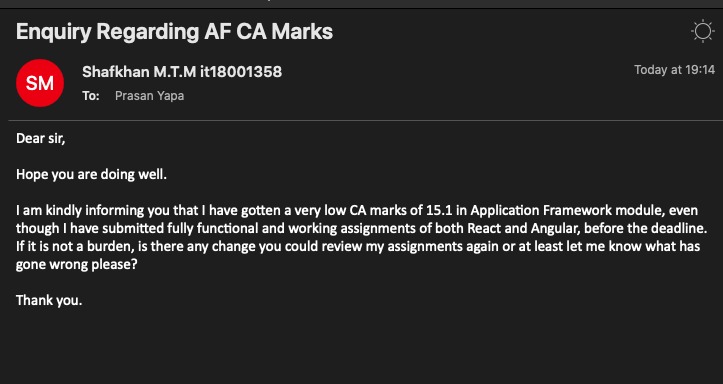 Enquiry Regarding AF CA Marks
SM
Shafkhan M.T.M it18001358
Today at 19:14
To: Prasan Yapa
Dear sir,
Hope you are doing well.
I am kindly informing you that I have gotten a very low CA marks of 15.1 in Application Framework module, even
though I have submitted fully functional and working assignments of both React and Angular, before the deadline.
If it is not a burden, is there any change you could review my assignments again or at least let me know what has
gone wrong please?
Thank you.